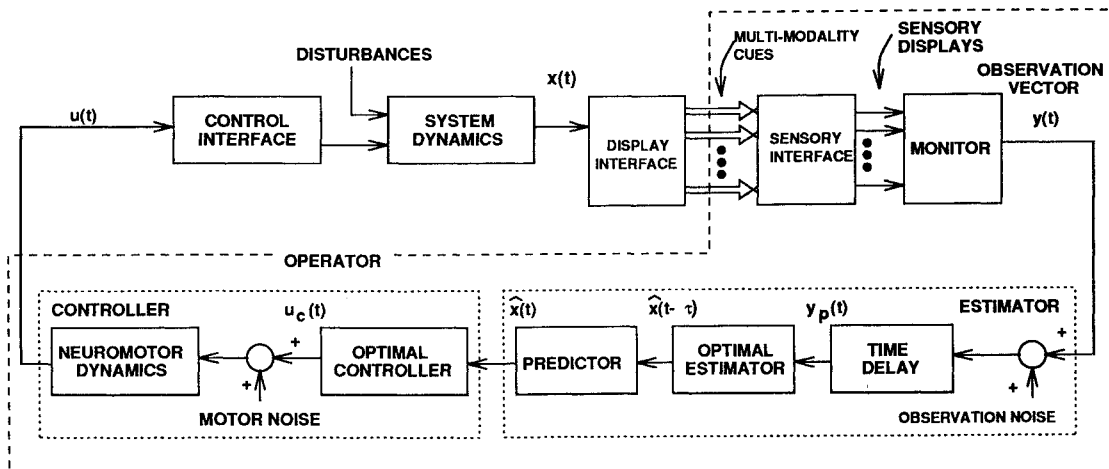 MULTI-MODALITY
CUES
SENSORY
DISPLAYS
OBSERVATION
VECTOR
DISTURBANCES
x(t)
y(t)
u(t)
CONTROL
INTERFACE
SYSTEM
DYNAMICS
DISPLAY
INTERFACE
SENSORY
INTERFACE
MONITOR
OPERATOR
CONTROLLER
u_c(t)
x̂(t)
x̂(t- τ)
y_p(t)
ESTIMATOR
+
+
NEUROMOTOR
DYNAMICS
OPTIMAL
CONTROLLER
PREDICTOR
OPTIMAL
ESTIMATOR
TIME
DELAY
+
+
MOTOR NOISE
OBSERVATION NOISE